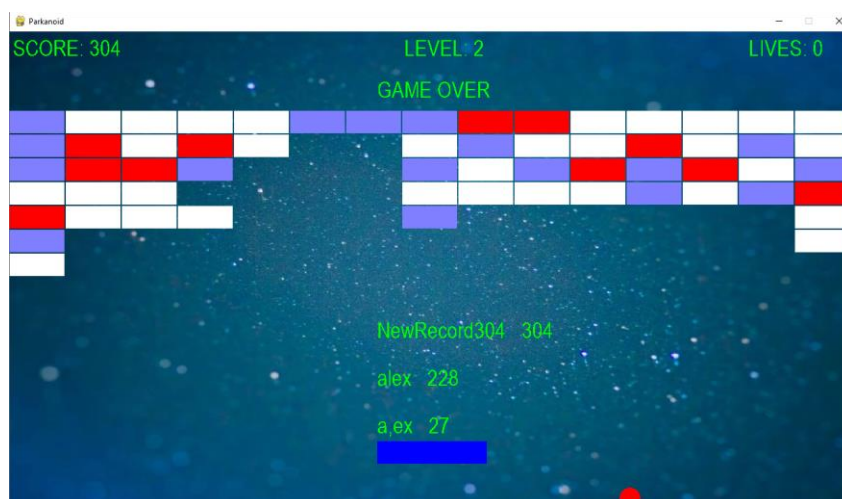 Parkanoid
SCORE: 304 LEVEL: 2 LIVES: 0
GAME OVER
NewRecord304 304
alex 228
a,ex 27